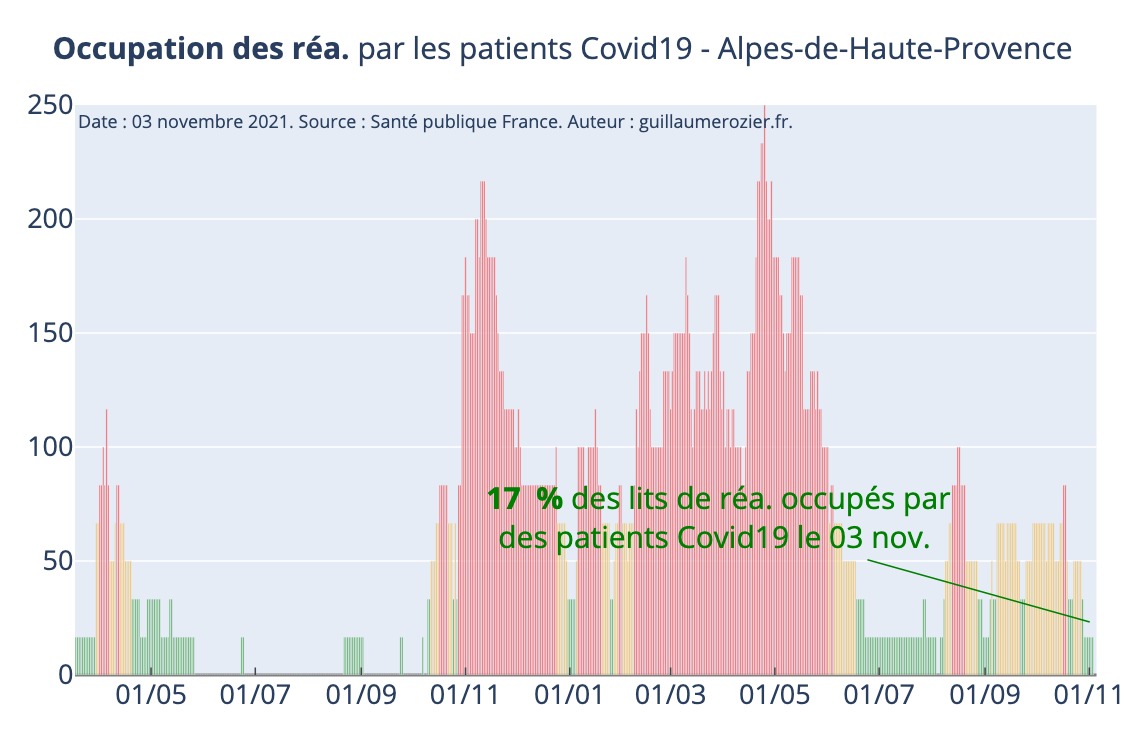 Occupation des réa. par les patients Covid19 - Alpes-de-Haute-Provence
250
Date : 03 novembre 2021. Source : Santé publique France. Auteur : guillaumerozier.fr.
200
150
100
17 % des lits de réa. occupés par
des patients Covid19 le 03 nov.
50
0
01/05 01/07 01/09 01/11 01/01 01/03 01/05 01/07 01/09 01/11